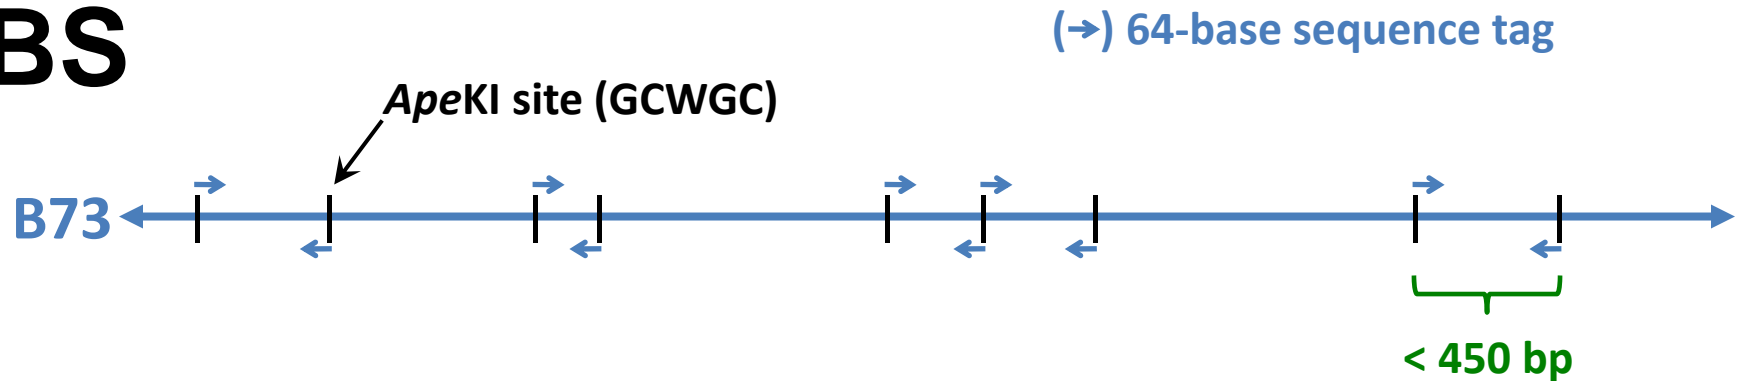 BS
(→) 64-base sequence tag
ApeKI site (GCWGC)
B73
< 450 bp